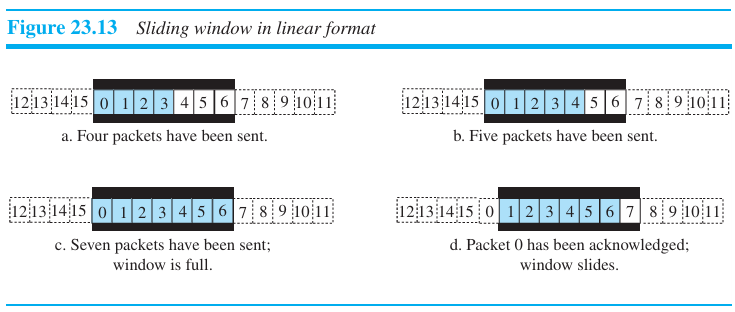 Figure 23.13 Sliding window in linear format
12 13 14 15 0 1 2 3 4 5 6 7 8 9 10 11
a. Four packets have been sent.
12 13 14 15 0 1 2 3 4 5 6 7 8 9 10 11
b. Five packets have been sent.
12 13 14 15 0 1 2 3 4 5 6 7 8 9 10 11
c. Seven packets have been sent;
window is full.
12 13 14 15 0 1 2 3 4 5 6 7 8 9 10 11
d. Packet 0 has been acknowledged;
window slides.